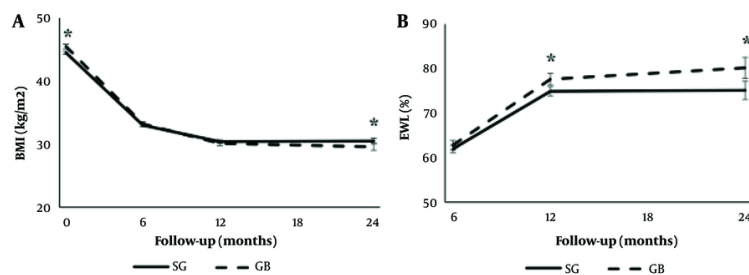 A
50
40
30
20
BMI (kg/m2)
*
*
0 6 12 18 24
Follow-up (months)
SG GB
B
90
80
70
60
50
EWL (%)
*
*
6 12 18 24
Follow-up (months)
SG GB